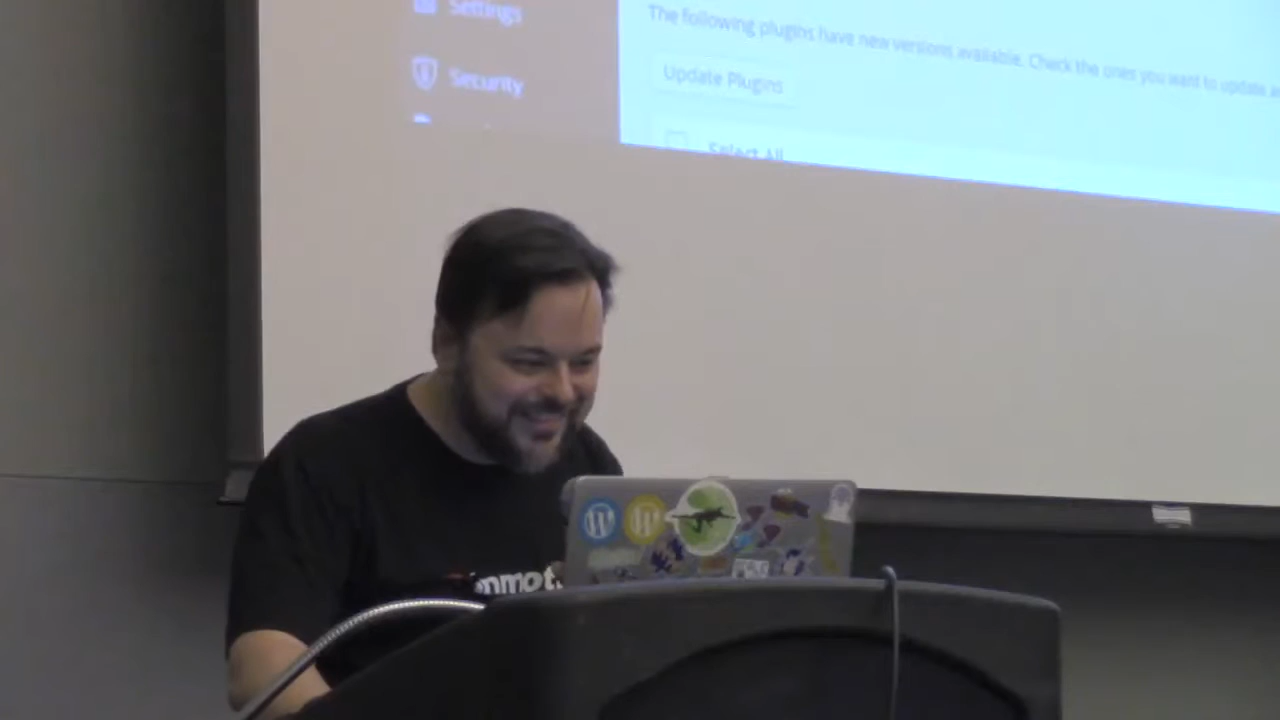 Settings
The following plugins have new versions available. Check the ones you want to update a
Security
Update Plugins
Select All
W
W
nmot